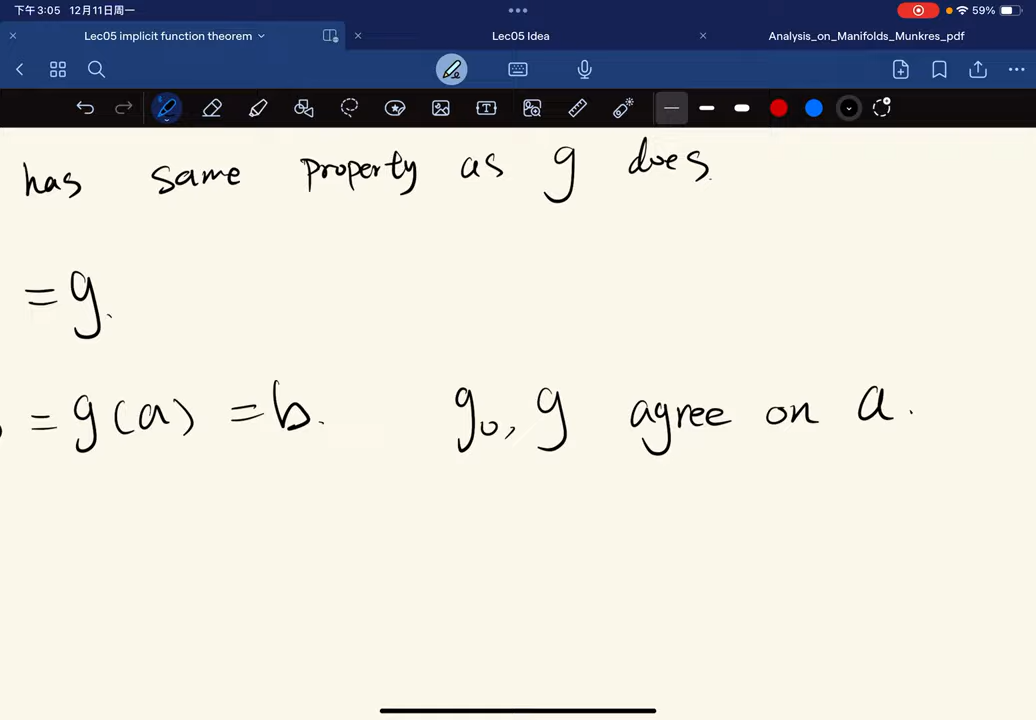 下午3:05 12月11日周一 59%
Lec05 implicit function theorem Lec05 Idea Analysis_on_Manifolds_Munkres_pdf
has same property as g does.
= g.
= g(a) = b. g₀, g agree on a.